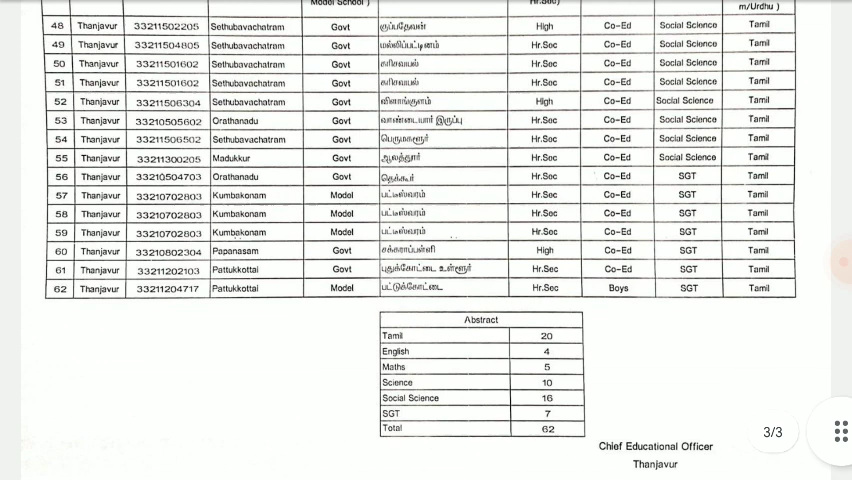 Model School ) Hr.Sec) m/Urdhu )
48 Thanjavur 33211502205 Sethubavachatram Govt குப்பதேவன் High Co-Ed Social Science Tamil
49 Thanjavur 33211504805 Sethubavachatram Govt மல்லிப்பட்டினம் Hr.Sec Co-Ed Social Science Tamil
50 Thanjavur 33211501602 Sethubavachatram Govt கரிசவயல் Hr.Sec Co-Ed Social Science Tamil
51 Thanjavur 33211501602 Sethubavachatram Govt கரிசவயல் Hr.Sec Co-Ed Social Science Tamil
52 Thanjavur 33211506304 Sethubavachatram Govt விளாங்குளம் High Co-Ed Social Science Tamil
53 Thanjavur 33210505602 Orathanadu Govt வாண்டையார் இருப்பு Hr.Sec Co-Ed Social Science Tamil
54 Thanjavur 33211506502 Sethubavachatram Govt பெருமகளூர் Hr.Sec Co-Ed Social Science Tamil
55 Thanjavur 33211300205 Madukkur Govt ஆலத்தூர் Hr.Sec Co-Ed Social Science Tamil
56 Thanjavur 33210504703 Orathanadu Govt தெக்கூர் Hr.Sec Co-Ed SGT Tamil
57 Thanjavur 33210702803 Kumbakonam Model பட்டீஸ்வரம் Hr.Sec Co-Ed SGT Tamil
58 Thanjavur 33210702803 Kumbakonam Model பட்டீஸ்வரம் Hr.Sec Co-Ed SGT Tamil
59 Thanjavur 33210702803 Kumbakonam Model பட்டீஸ்வரம் Hr.Sec Co-Ed SGT Tamil
60 Thanjavur 33210802304 Papanasam Govt சக்கராப்பள்ளி High Co-Ed SGT Tamil
61 Thanjavur 33211202103 Pattukkottai Govt புதுக்கோட்டை உள்ளூர் Hr.Sec Co-Ed SGT Tamil
62 Thanjavur 33211204717 Pattukkottai Model பட்டுக்கோட்டை Hr.Sec Boys SGT Tamil
Abstract
Tamil 20
English 4
Maths 5
Science 10
Social Science 16
SGT 7
Total 62
3/3
Chief Educational Officer
Thanjavur